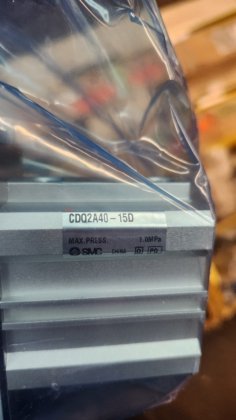 CDQ2A40-15D
MAX.PRESS. 1.0MPa
SMC CHINA